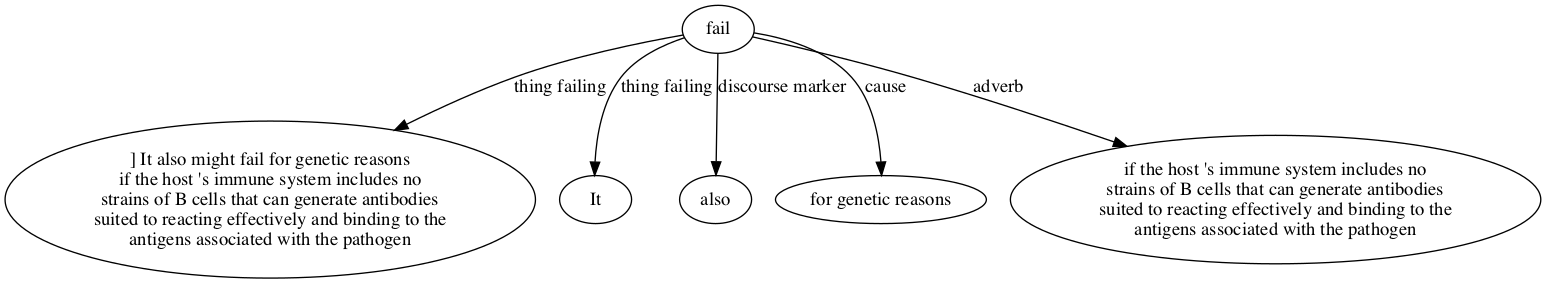 fail
thing failing
thing failing
discourse marker
cause
adverb
] It also might fail for genetic reasons
if the host 's immune system includes no
strains of B cells that can generate antibodies
suited to reacting effectively and binding to the
antigens associated with the pathogen
It
also
for genetic reasons
if the host 's immune system includes no
strains of B cells that can generate antibodies
suited to reacting effectively and binding to the
antigens associated with the pathogen